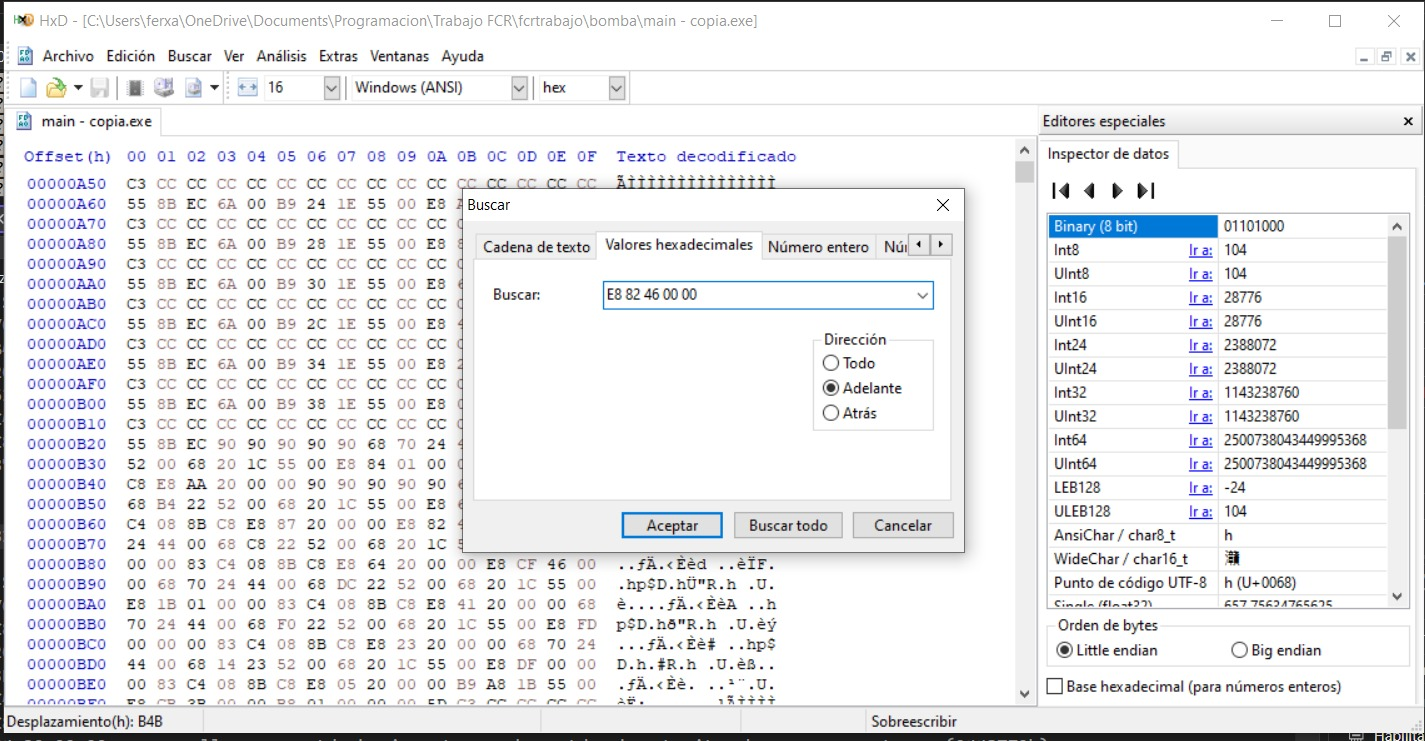 HxD - [C:\Users\ferxa\OneDrive\Documents\Programacion\Trabajo FCR\fcrtrabajo\bomba\main - copia.exe]
Archivo Edición Buscar Ver Análisis Extras Ventanas Ayuda
16 Windows (ANSI) hex
main - copia.exe
Offset(h) 00 01 02 03 04 05 06 07 08 09 0A 0B 0C 0D 0E 0F Texto decodificado
00000A50 C3 CC CC CC CC CC CC CC CC CC CC CC CC CC CC CC ÃÌÌÌÌÌÌÌÌÌÌÌÌÌÌÌ
00000A60 55 8B EC 6A 00 B9 24 1E 55 00 E8
00000A70 C3 CC CC CC CC CC CC CC CC CC CC
00000A80 55 8B EC 6A 00 B9 28 1E 55 00 E8
00000A90 C3 CC CC CC CC CC CC CC CC CC CC
00000AA0 55 8B EC 6A 00 B9 30 1E 55 00 E8
00000AB0 C3 CC CC CC CC CC CC CC CC CC CC
00000AC0 55 8B EC 6A 00 B9 2C 1E 55 00 E8
00000AD0 C3 CC CC CC CC CC CC CC CC CC CC
00000AE0 55 8B EC 6A 00 B9 34 1E 55 00 E8
00000AF0 C3 CC CC CC CC CC CC CC CC CC CC
00000B00 55 8B EC 6A 00 B9 38 1E 55 00 E8
00000B10 C3 CC CC CC CC CC CC CC CC CC CC
00000B20 55 8B EC 90 90 90 90 90 68 70 24
00000B30 52 00 68 20 1C 55 00 E8 84 01 00
00000B40 C8 E8 AA 20 00 00 90 90 90 90 90
00000B50 68 B4 22 52 00 68 20 1C 55 00 E8
00000B60 C4 08 8B C8 E8 87 20 00 00 E8 82
00000B70 24 44 00 68 C8 22 52 00 68 20 1C
00000B80 00 00 83 C4 08 8B C8 E8 64 20 00 00 E8 CF 46 00 ..ƒÄ.‹Èèd ..èÏF.
00000B90 00 68 70 24 44 00 68 DC 22 52 00 68 20 1C 55 00 .hp$D.hÜ"R.h .U.
00000BA0 E8 1B 01 00 00 83 C4 08 8B C8 E8 41 20 00 00 68 è....ƒÄ.‹ÈèA ..h
00000BB0 70 24 44 00 68 F0 22 52 00 68 20 1C 55 00 E8 FD p$D.hð"R.h .U.èý
00000BC0 00 00 00 83 C4 08 8B C8 E8 23 20 00 00 68 70 24 ...ƒÄ.‹Èè# ..hp$
00000BD0 44 00 68 14 23 52 00 68 20 1C 55 00 E8 DF 00 00 D.h.#R.h .U.èß..
00000BE0 00 83 C4 08 8B C8 E8 05 20 00 00 B9 A8 1B 55 00 .ƒÄ.‹Èè. ..¹¨.U.
Buscar
Cadena de texto Valores hexadecimales Número entero
Buscar: E8 82 46 00 00
Dirección
Todo
Adelante
Atrás
Aceptar Buscar todo Cancelar
Editores especiales
Inspector de datos
Binary (8 bit) 01101000
Int8 Ir a: 104
UInt8 Ir a: 104
Int16 Ir a: 28776
UInt16 Ir a: 28776
Int24 Ir a: 2388072
UInt24 Ir a: 2388072
Int32 Ir a: 1143238760
UInt32 Ir a: 1143238760
Int64 Ir a: 2500738043449995368
UInt64 Ir a: 2500738043449995368
LEB128 Ir a: -24
ULEB128 Ir a: 104
AnsiChar / char8_t h
WideChar / char16_t
Punto de código UTF-8 h (U+0068)
Single (float32) 657.75634765625
Orden de bytes
Little endian Big endian
Base hexadecimal (para números enteros)
Desplazamiento(h): B4B Sobreescribir